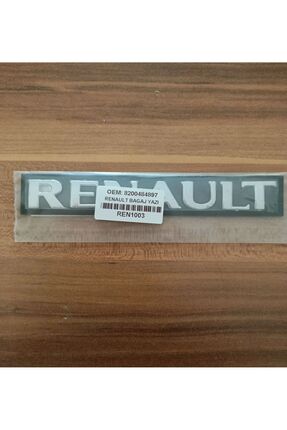 RENAULT
OEM: 8200484897
RENAULT BAGAJ YAZI
REN1003